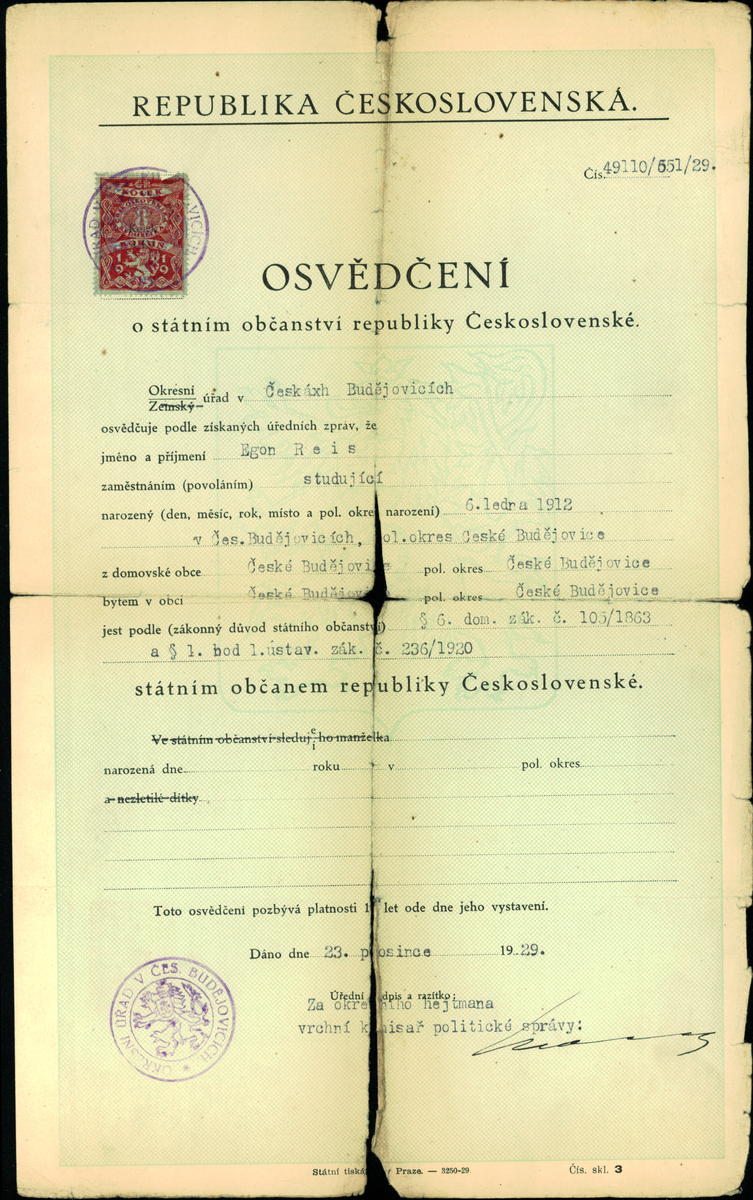 REPUBLIKA ČESKOSLOVENSKÁ.
Čís. 49110/551/29.
KOLEK
1919
OSVĚDČENÍ
o státním občanství republiky Československé.
Okresní
Zemský úřad v Českáxh Budějovicích
osvědčuje podle získaných úředních zpráv, že
jméno a příjmení Egon Reis
zaměstnáním (povoláním) studující
narozený (den, měsíc, rok, místo a pol. okres narození) 6.ledna 1912
v Čes.Budějovicích, pol.okres České Budějovice
z domovské obce České Budějovice pol. okres České Budějovice
bytem v obci České Budějovice pol. okres České Budějovice
jest podle (zákonný důvod státního občanství) § 6. dom. zák. č. 105/1863
a § 1. bod 1.ústav. zák. č. 236/1920
státním občanem republiky Československé.
Ve státním občanství sleduje/i ho manželka
narozená dne roku v pol. okres
a nezletilé dítky
Toto osvědčení pozbývá platnosti let ode dne jeho vystavení.
Dáno dne 23. prosince 1929.
Úřední podpis a razítko:
Za okresního hejtmana
vrchní komisař politické správy:
OKRESNÍ ÚŘAD V ČES. BUDĚJOVICÍCH
Státní tiskárna v Praze. — 3250-29
Čís. skl. 3